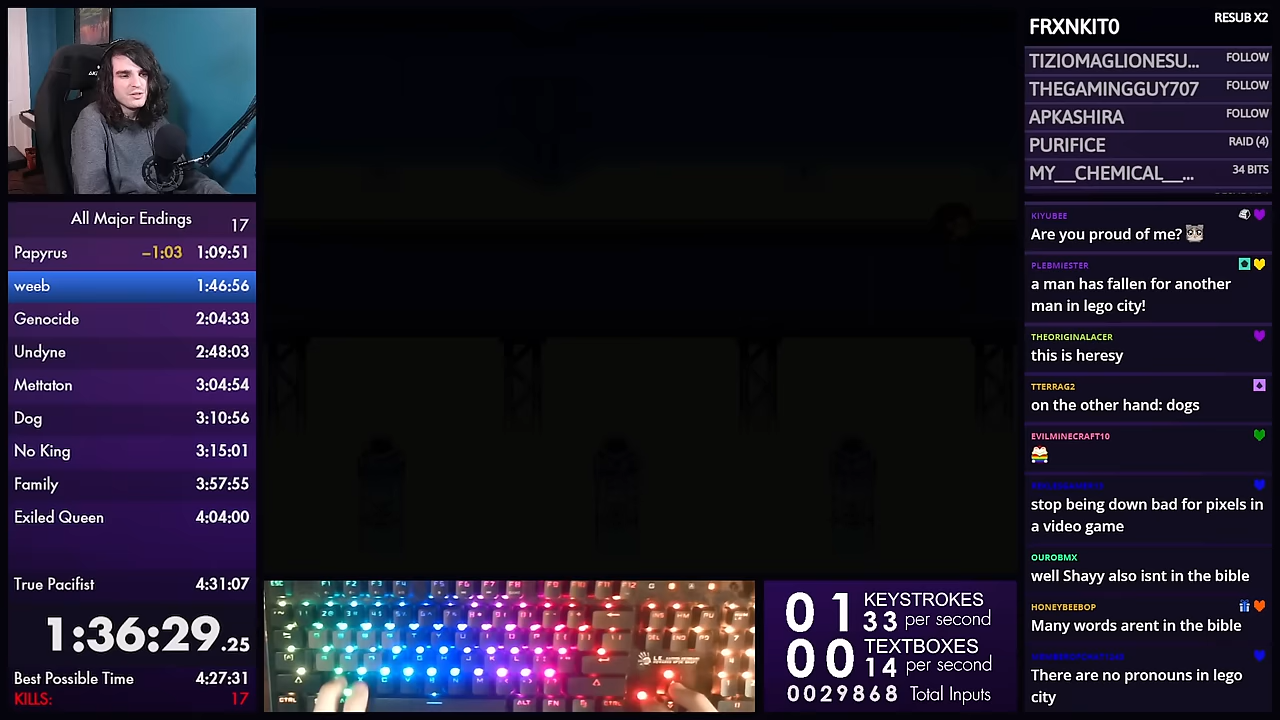 All Major Endings 17
Papyrus −1:03 1:09:51
weeb 1:46:56
Genocide 2:04:33
Undyne 2:48:03
Mettaton 3:04:54
Dog 3:10:56
No King 3:15:01
Family 3:57:55
Exiled Queen 4:04:00
True Pacifist 4:31:07
1:36:29.25
Best Possible Time 4:27:31
KILLS: 17
01 KEYSTROKES
33 per second
00 TEXTBOXES
14 per second
0029868 Total Inputs
FRXNKIT0 RESUB X2
TIZIOMAGLIONESU... FOLLOW
THEGAMINGGUY707 FOLLOW
APKASHIRA FOLLOW
PURIFICE RAID (4)
MY__CHEMICAL__... 34 BITS
KIYUBEE
Are you proud of me?
PLEBMIESTER
a man has fallen for another
man in lego city!
THEORIGINALACER
this is heresy
TTERRAG2
on the other hand: dogs
EVILMINECRAFT10
stop being down bad for pixels in
a video game
OUROBMX
well Shayy also isnt in the bible
HONEYBEEBOP
Many words arent in the bible
There are no pronouns in lego
city